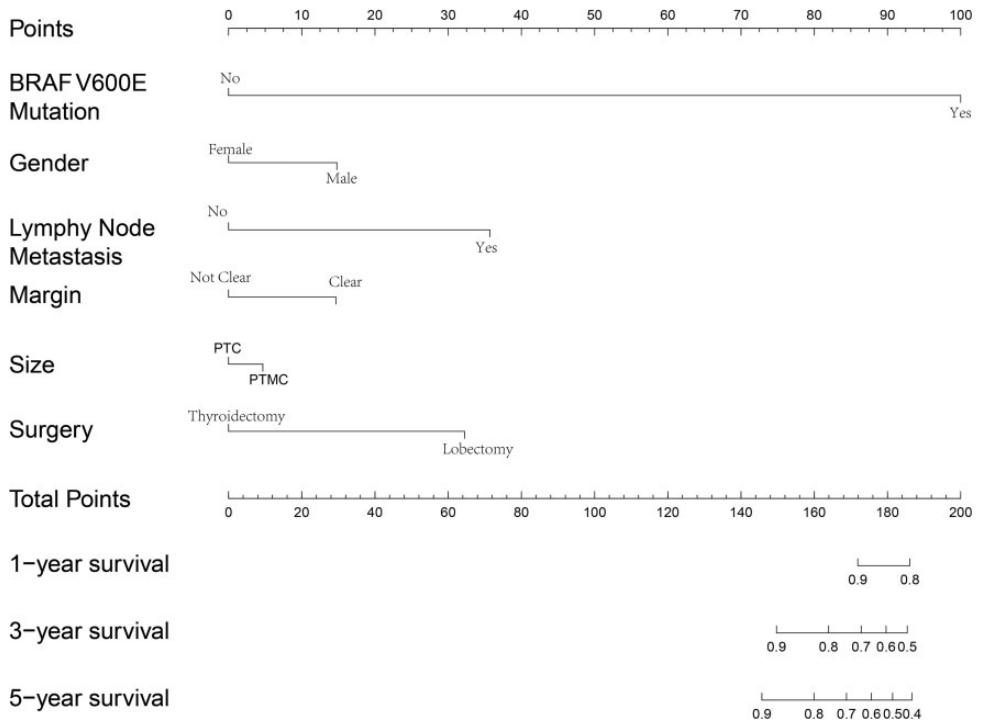 Points
0 10 20 30 40 50 60 70 80 90 100
BRAF V600E
Mutation
No
Yes
Gender
Female
Male
Lymphy Node
Metastasis
No
Yes
Margin
Not Clear
Clear
Size
PTC
PTMC
Surgery
Thyroidectomy
Lobectomy
Total Points
0 20 40 60 80 100 120 140 160 180 200
1−year survival
0.9 0.8
3−year survival
0.9 0.8 0.7 0.6 0.5
5−year survival
0.9 0.8 0.7 0.6 0.5 0.4